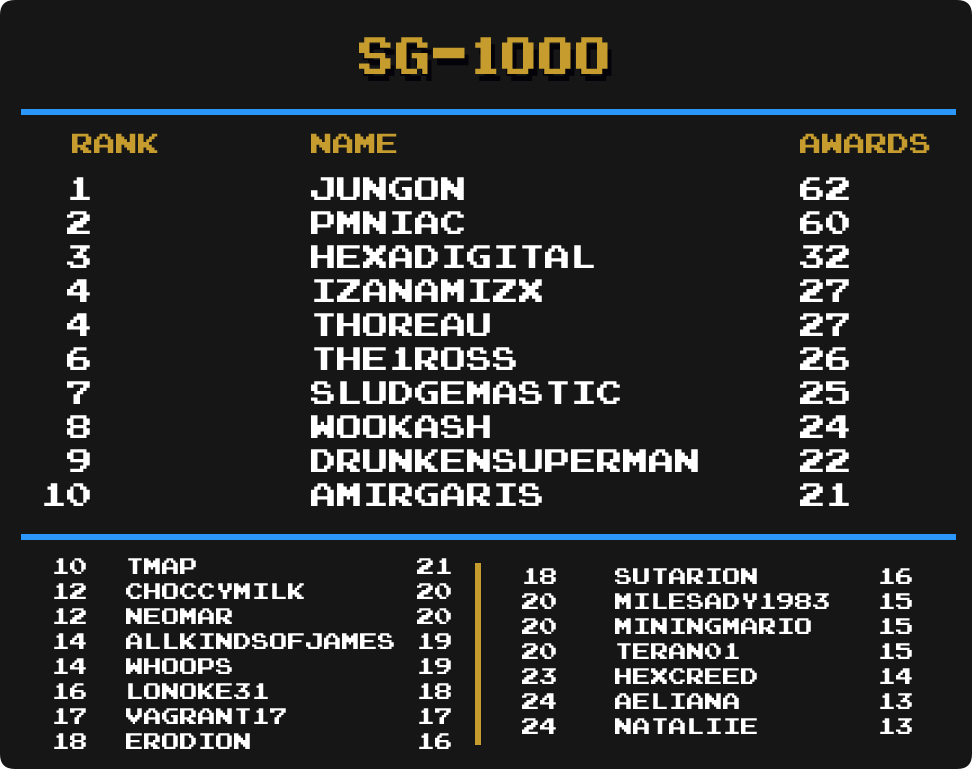 SG-1000
RANK NAME AWARDS
1 JUNGON 62
2 PMNIAC 60
3 HEXADIGITAL 32
4 IZANAMIZX 27
4 THOREAU 27
6 THE1ROSS 26
7 SLUDGEMASTIC 25
8 WOOKASH 24
9 DRUNKENSUPERMAN 22
10 AMIRGARIS 21
10 TMAP 21
12 CHOCCYMILK 20
12 NEOMAR 20
14 ALLKINDSOFJAMES 19
14 WHOOPS 19
16 LONOKE31 18
17 VAGRANT17 17
18 ERODION 16
18 SUTARION 16
20 MILESADY1983 15
20 MININGMARIO 15
20 TERAN01 15
23 HEXCREED 14
24 AELIANA 13
24 NATALIIE 13